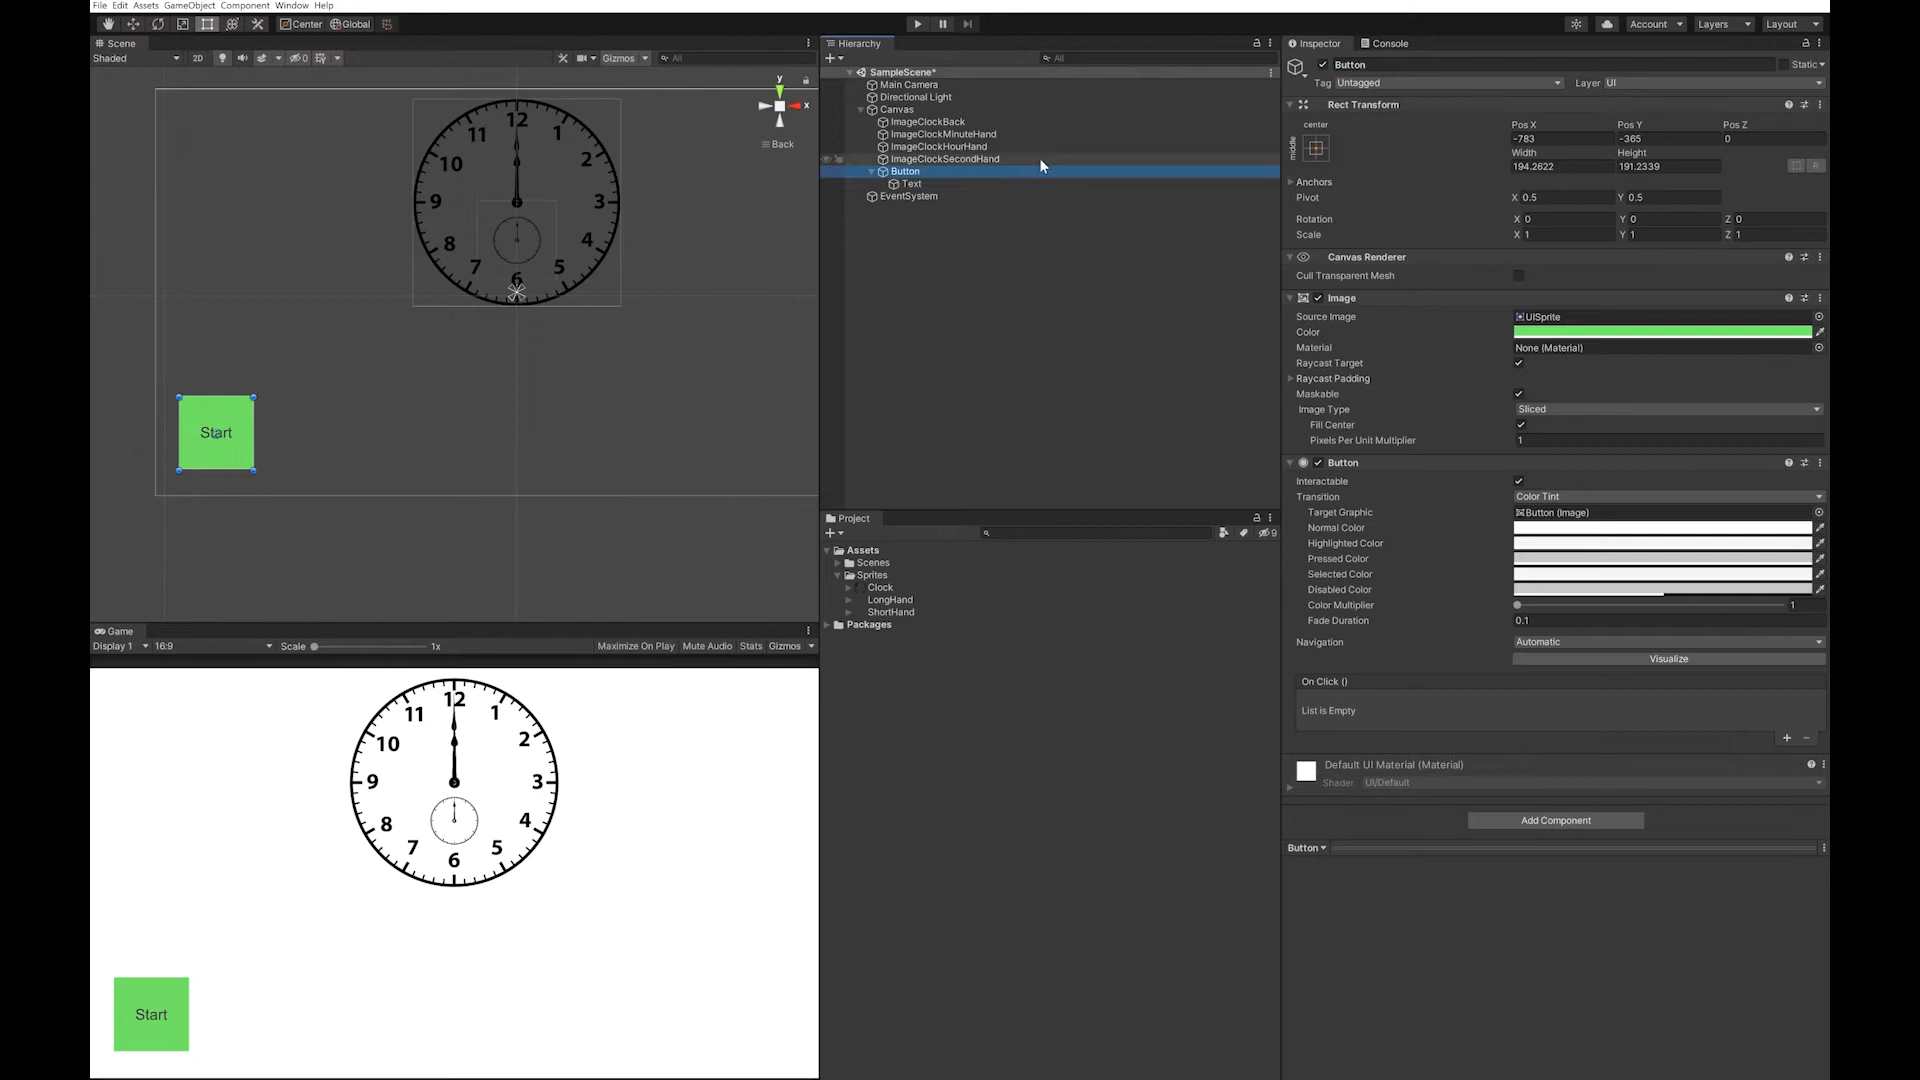 File Edit Assets GameObject Component Window Help
Center Global
Account Layers Layout
Scene
Shaded 2D 0 Gizmos All
y
x
Back
12
11 1
10 2
9 3
8 4
7 5
6
Start
Game
Display 1 16:9 Scale 1x Maximize On Play Mute Audio Stats Gizmos
12
11 1
10 2
9 3
8 4
7 5
6
Start
Hierarchy
All
SampleScene*
Main Camera
Directional Light
Canvas
ImageClockBack
ImageClockMinuteHand
ImageClockHourHand
ImageClockSecondHand
Button
Text
EventSystem
Project
9
Assets
Scenes
Sprites
Clock
LongHand
ShortHand
Packages
Inspector Console
Button Static
Tag Untagged Layer UI
Rect Transform
center
middle
Pos X Pos Y Pos Z
-783 -365 0
Width Height
194.2622 191.2339
R
Anchors
Pivot X 0.5 Y 0.5
Rotation X 0 Y 0 Z 0
Scale X 1 Y 1 Z 1
Canvas Renderer
Cull Transparent Mesh
Image
Source Image UISprite
Color
Material None (Material)
Raycast Target
Raycast Padding
Maskable
Image Type Sliced
Fill Center
Pixels Per Unit Multiplier 1
Button
Interactable
Transition Color Tint
Target Graphic Button (Image)
Normal Color
Highlighted Color
Pressed Color
Selected Color
Disabled Color
Color Multiplier 1
Fade Duration 0.1
Navigation Automatic
Visualize
On Click ()
List is Empty
+ −
Default UI Material (Material)
Shader UI/Default
Add Component
Button